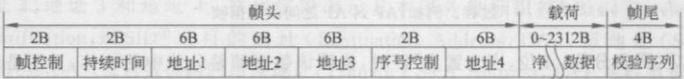 帧头 载荷 帧尾
2B 2B 6B 6B 6B 2B 6B 0~2312B 4B
帧控制 持续时间 地址1 地址2 地址3 序号控制 地址4 净 数据 校验序列